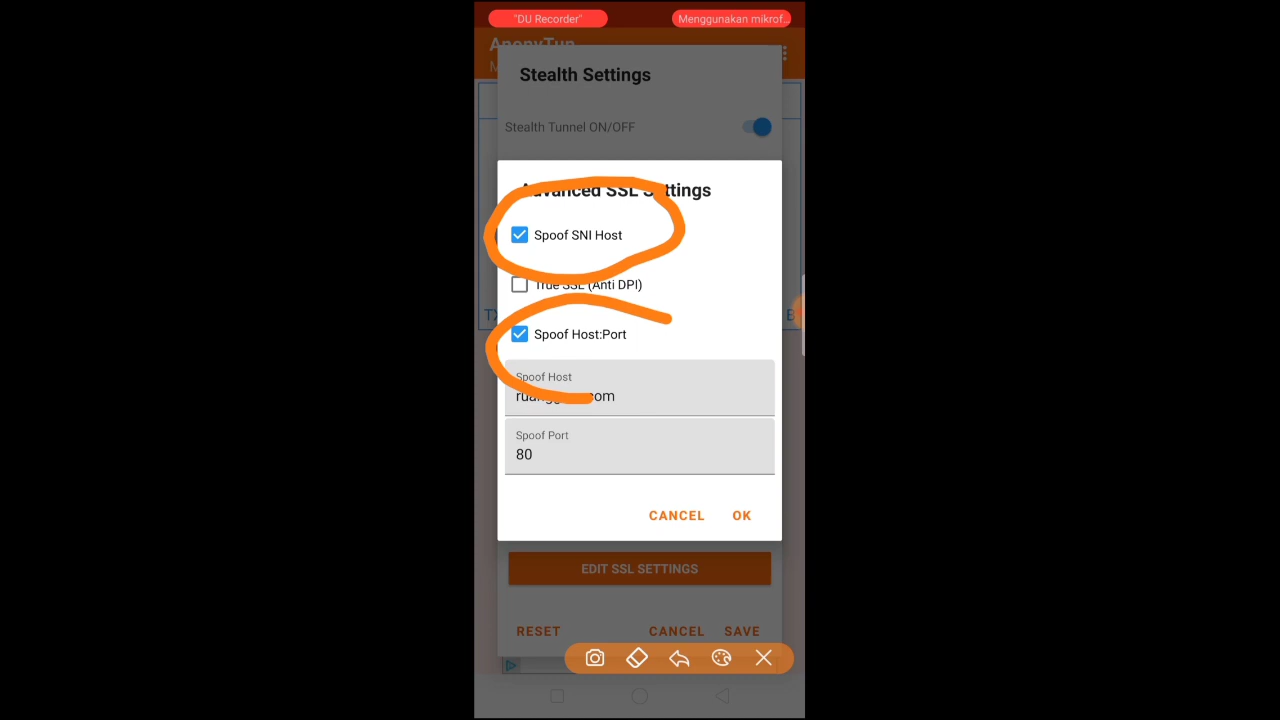 "DU Recorder"
Menggunakan mikrof...
AnonyTun
Stealth Settings
Stealth Tunnel ON/OFF
Advanced SSL Settings
Spoof SNI Host
True SSL (Anti DPI)
Spoof Host:Port
Spoof Host
Spoof Port
80
CANCEL
OK
EDIT SSL SETTINGS
RESET
CANCEL
SAVE